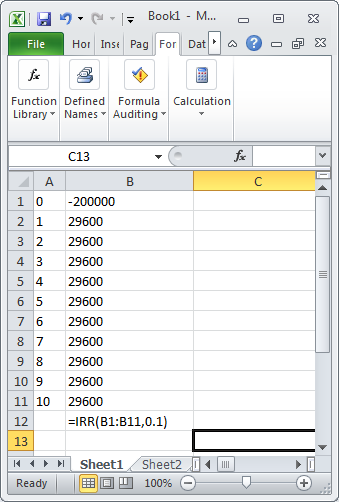 Book1 - M...
File Hor Inse Pag For Dat
Function Library Defined Names Formula Auditing Calculation
C13 fx
A B C
1 0 -200000
2 1 29600
3 2 29600
4 3 29600
5 4 29600
6 5 29600
7 6 29600
8 7 29600
9 8 29600
10 9 29600
11 10 29600
12 =IRR(B1:B11,0.1)
13
Sheet1 Sheet2
Ready 100%